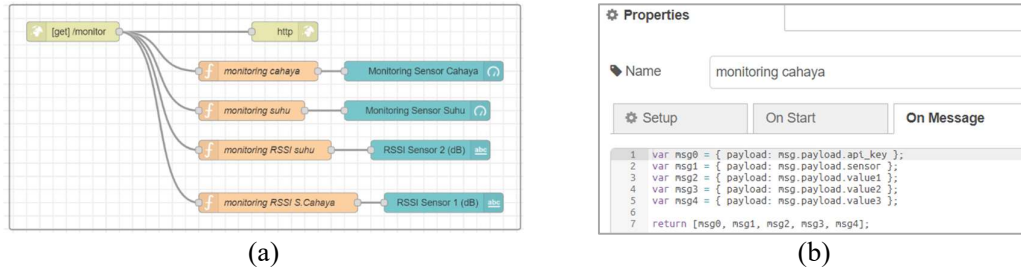 [get] /monitor
http
monitoring cahaya
Monitoring Sensor Cahaya
monitoring suhu
Monitoring Sensor Suhu
monitoring RSSI suhu
RSSI Sensor 2 (dB)
abc
monitoring RSSI S.Cahaya
RSSI Sensor 1 (dB)
abc
(a)
Properties
Name
monitoring cahaya
Setup
On Start
On Message
1 var msg0 = { payload: msg.payload.api_key };
2 var msg1 = { payload: msg.payload.sensor };
3 var msg2 = { payload: msg.payload.value1 };
4 var msg3 = { payload: msg.payload.value2 };
5 var msg4 = { payload: msg.payload.value3 };
6
7 return [msg0, msg1, msg2, msg3, msg4];
(b)